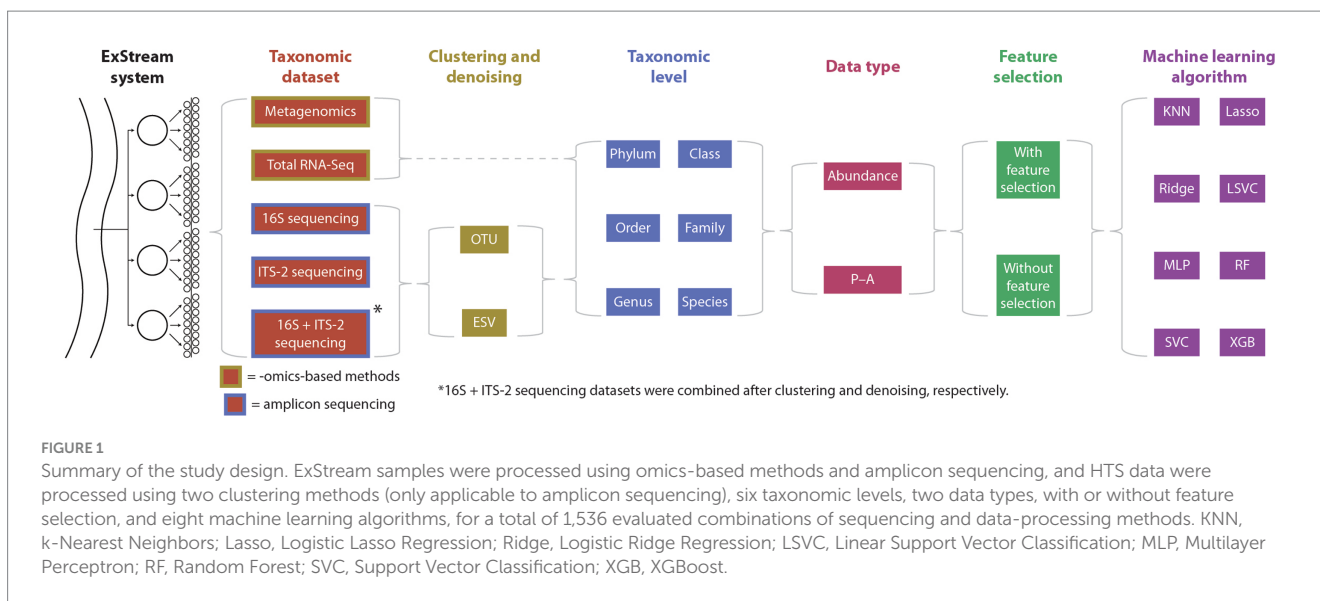 ExStream
system
Taxonomic
dataset
Clustering and
denoising
Taxonomic
level
Data type
Feature
selection
Machine learning
algorithm
Metagenomics
Total RNA-Seq
16S sequencing
ITS-2 sequencing
16S + ITS-2
sequencing
*
OTU
ESV
Phylum
Class
Order
Family
Genus
Species
Abundance
P–A
With
feature
selection
Without
feature
selection
KNN
Lasso
Ridge
LSVC
MLP
RF
SVC
XGB
= -omics-based methods
= amplicon sequencing
*16S + ITS-2 sequencing datasets were combined after clustering and denoising, respectively.
FIGURE 1
Summary of the study design. ExStream samples were processed using omics-based methods and amplicon sequencing, and HTS data were
processed using two clustering methods (only applicable to amplicon sequencing), six taxonomic levels, two data types, with or without feature
selection, and eight machine learning algorithms, for a total of 1,536 evaluated combinations of sequencing and data-processing methods. KNN,
k-Nearest Neighbors; Lasso, Logistic Lasso Regression; Ridge, Logistic Ridge Regression; LSVC, Linear Support Vector Classification; MLP, Multilayer
Perceptron; RF, Random Forest; SVC, Support Vector Classification; XGB, XGBoost.